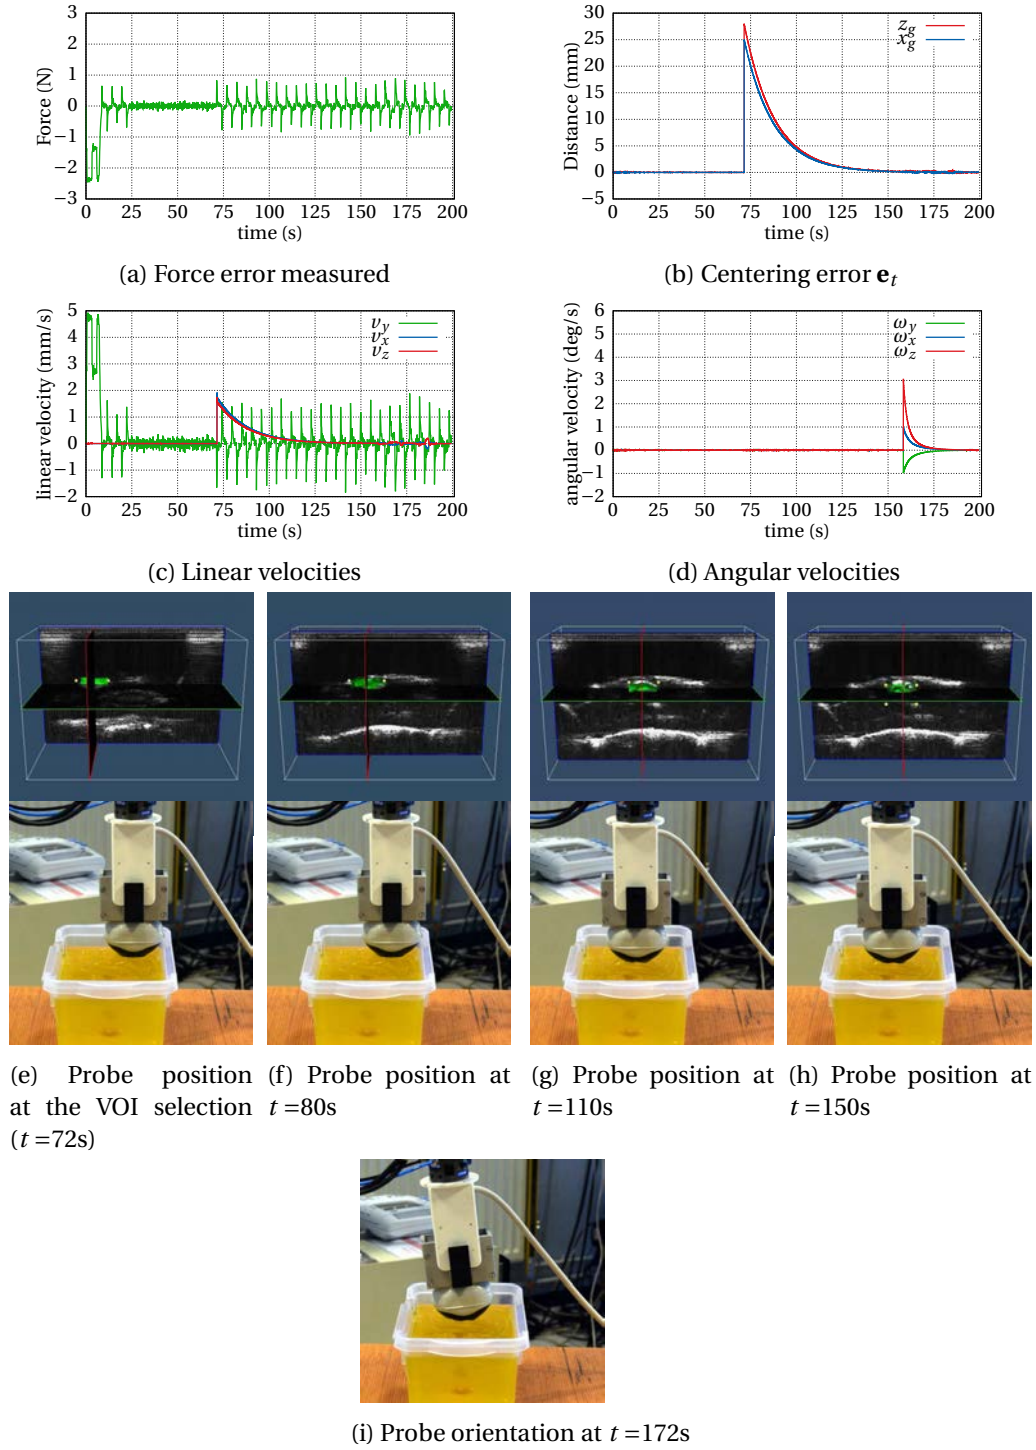 3
2
1
0
−1
−2
−3
0 25 50 75 100 125 150 175 200
Force (N)
time (s)
(a) Force error measured
30
25
20
15
10
5
0
−5
0 25 50 75 100 125 150 175 200
Distance (mm)
time (s)
z_g
x_g
(b) Centering error e_t
5
4
3
2
1
0
−1
−2
0 25 50 75 100 125 150 175 200
linear velocity (mm/s)
time (s)
v_y
v_x
v_z
(c) Linear velocities
6
5
4
3
2
1
0
−1
−2
0 25 50 75 100 125 150 175 200
angular velocity (deg/s)
time (s)
ω_y
ω_x
ω_z
(d) Angular velocities
(e) Probe position
at the VOI selection
(t =72s)
(f) Probe position at
t =80s
(g) Probe position at
t =110s
(h) Probe position at
t =150s
(i) Probe orientation at t =172s